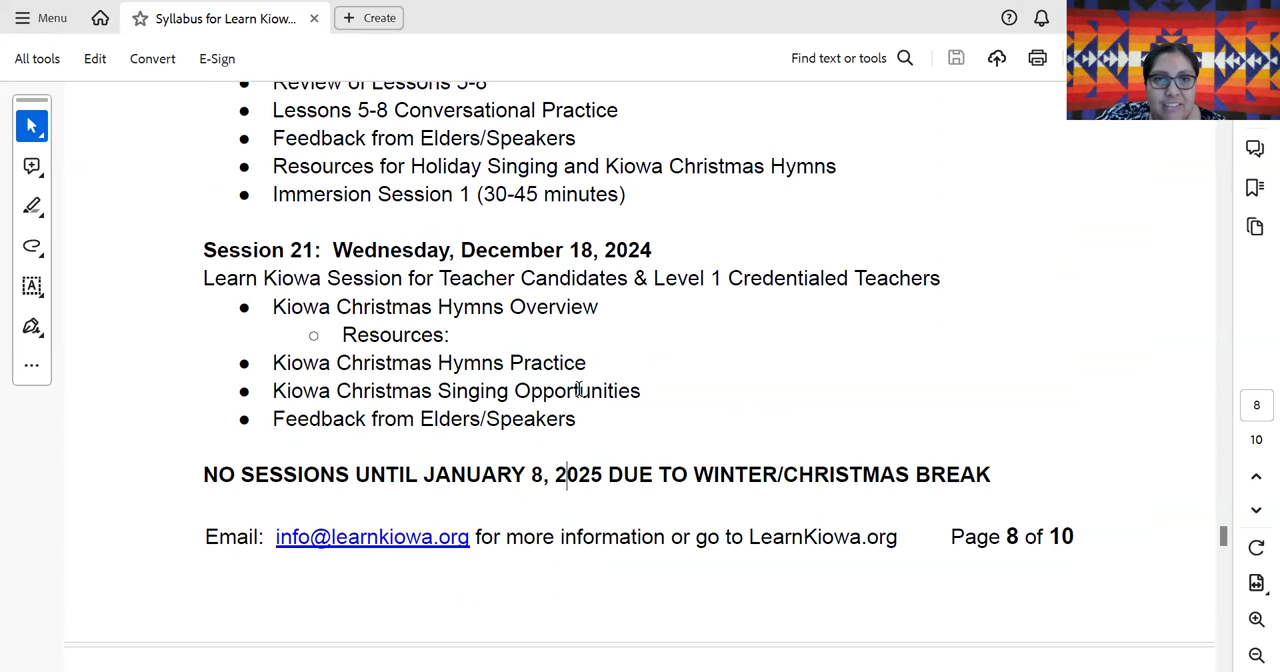 Menu
Syllabus for Learn Kiow...
Create
All tools
Edit
Convert
E-Sign
Find text or tools
● Review of Lessons 5-8
● Lessons 5-8 Conversational Practice
● Feedback from Elders/Speakers
● Resources for Holiday Singing and Kiowa Christmas Hymns
● Immersion Session 1 (30-45 minutes)
Session 21: Wednesday, December 18, 2024
Learn Kiowa Session for Teacher Candidates & Level 1 Credentialed Teachers
● Kiowa Christmas Hymns Overview
○ Resources:
● Kiowa Christmas Hymns Practice
● Kiowa Christmas Singing Opportunities
● Feedback from Elders/Speakers
NO SESSIONS UNTIL JANUARY 8, 2025 DUE TO WINTER/CHRISTMAS BREAK
Email: info@learnkiowa.org for more information or go to LearnKiowa.org Page 8 of 10
8
10